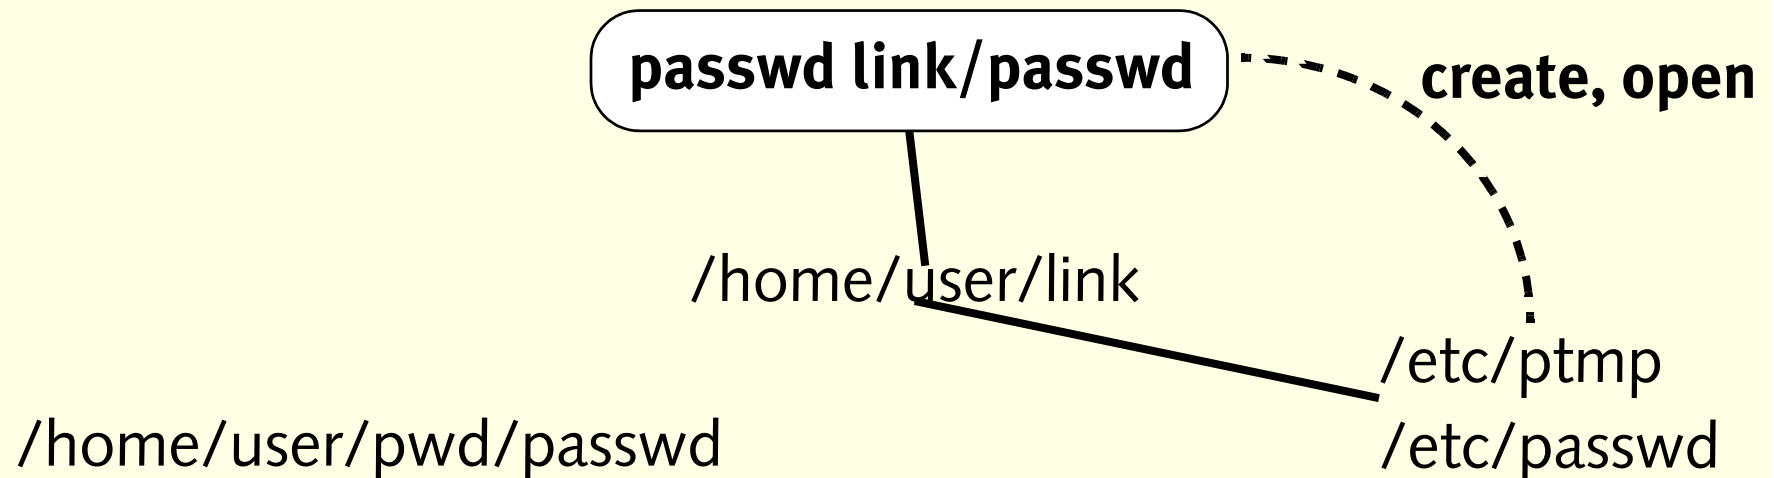 passwd link/passwd
create, open
/home/user/link
/etc/ptmp
/home/user/pwd/passwd
/etc/passwd